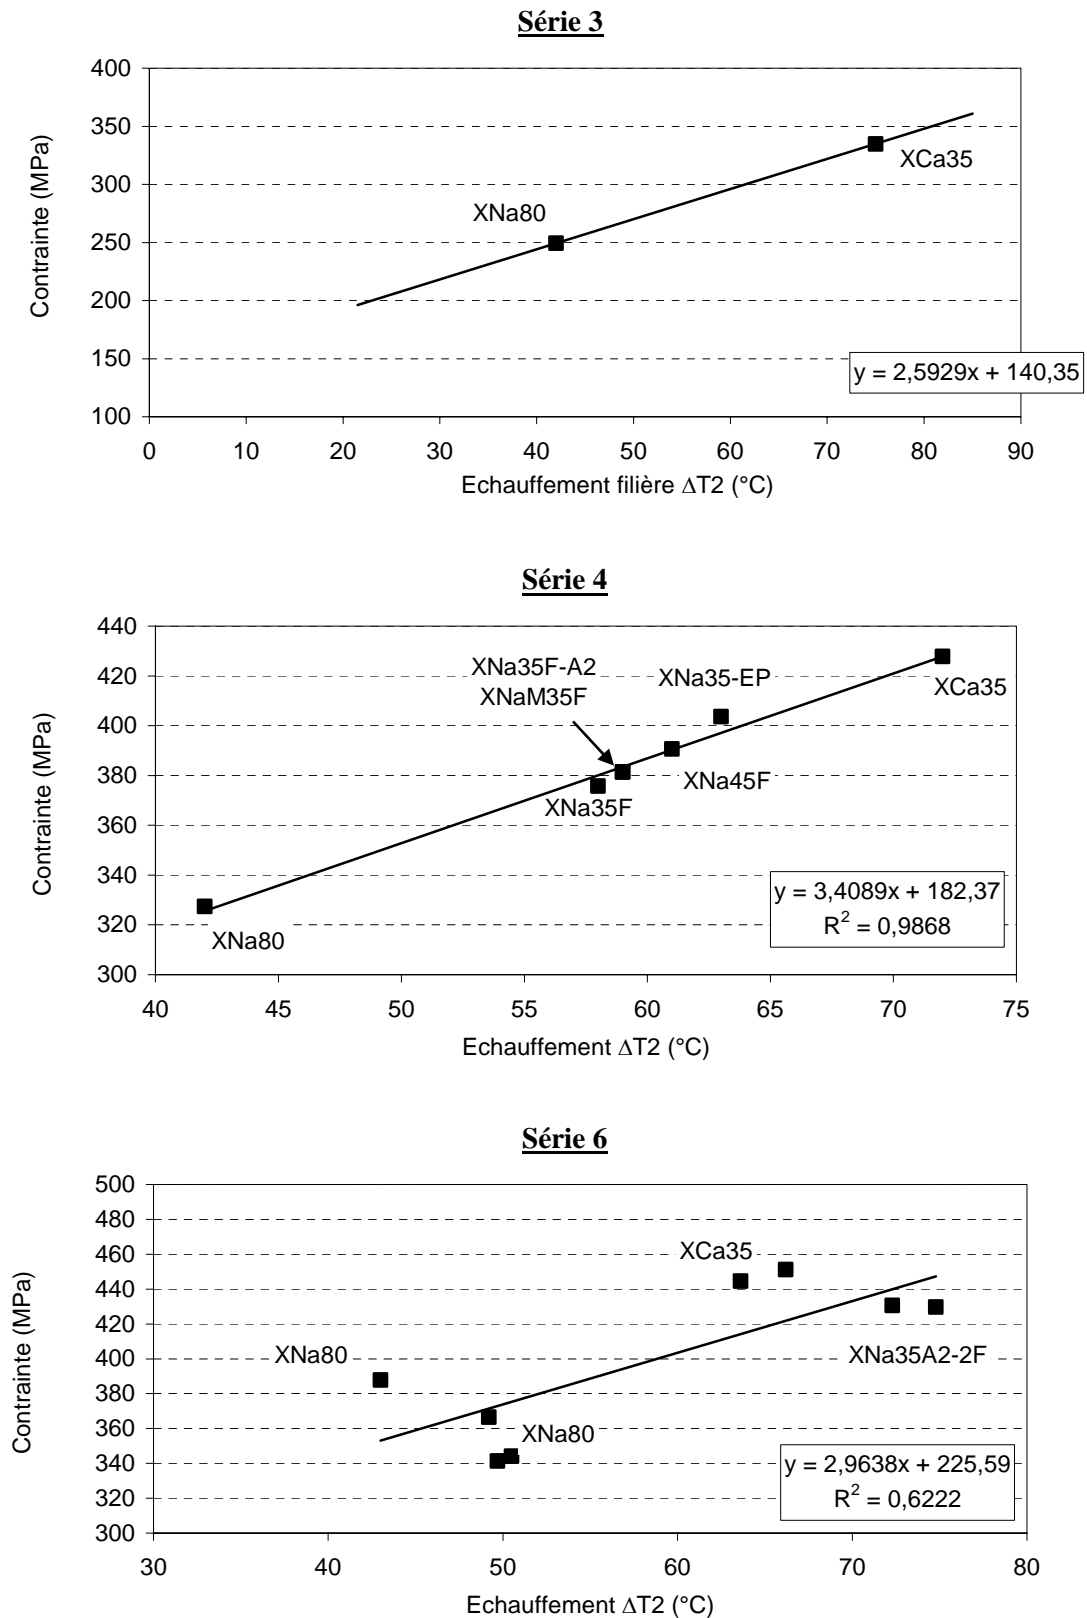 Série 3
400
350
300
250
200
150
100
Contrainte (MPa)
XNa80
XCa35
y = 2,5929x + 140,35
0 10 20 30 40 50 60 70 80 90
Echauffement filière ΔT2 (°C)
Série 4
440
420
400
380
360
340
320
300
Contrainte (MPa)
XNa35F-A2
XNaM35F
XNa35-EP
XCa35
XNa45F
XNa35F
XNa80
y = 3,4089x + 182,37
R² = 0,9868
40 45 50 55 60 65 70 75
Echauffement ΔT2 (°C)
Série 6
500
480
460
440
420
400
380
360
340
320
300
Contrainte (MPa)
XCa35
XNa80
XNa35A2-2F
XNa80
y = 2,9638x + 225,59
R² = 0,6222
30 40 50 60 70 80
Echauffement ΔT2 (°C)